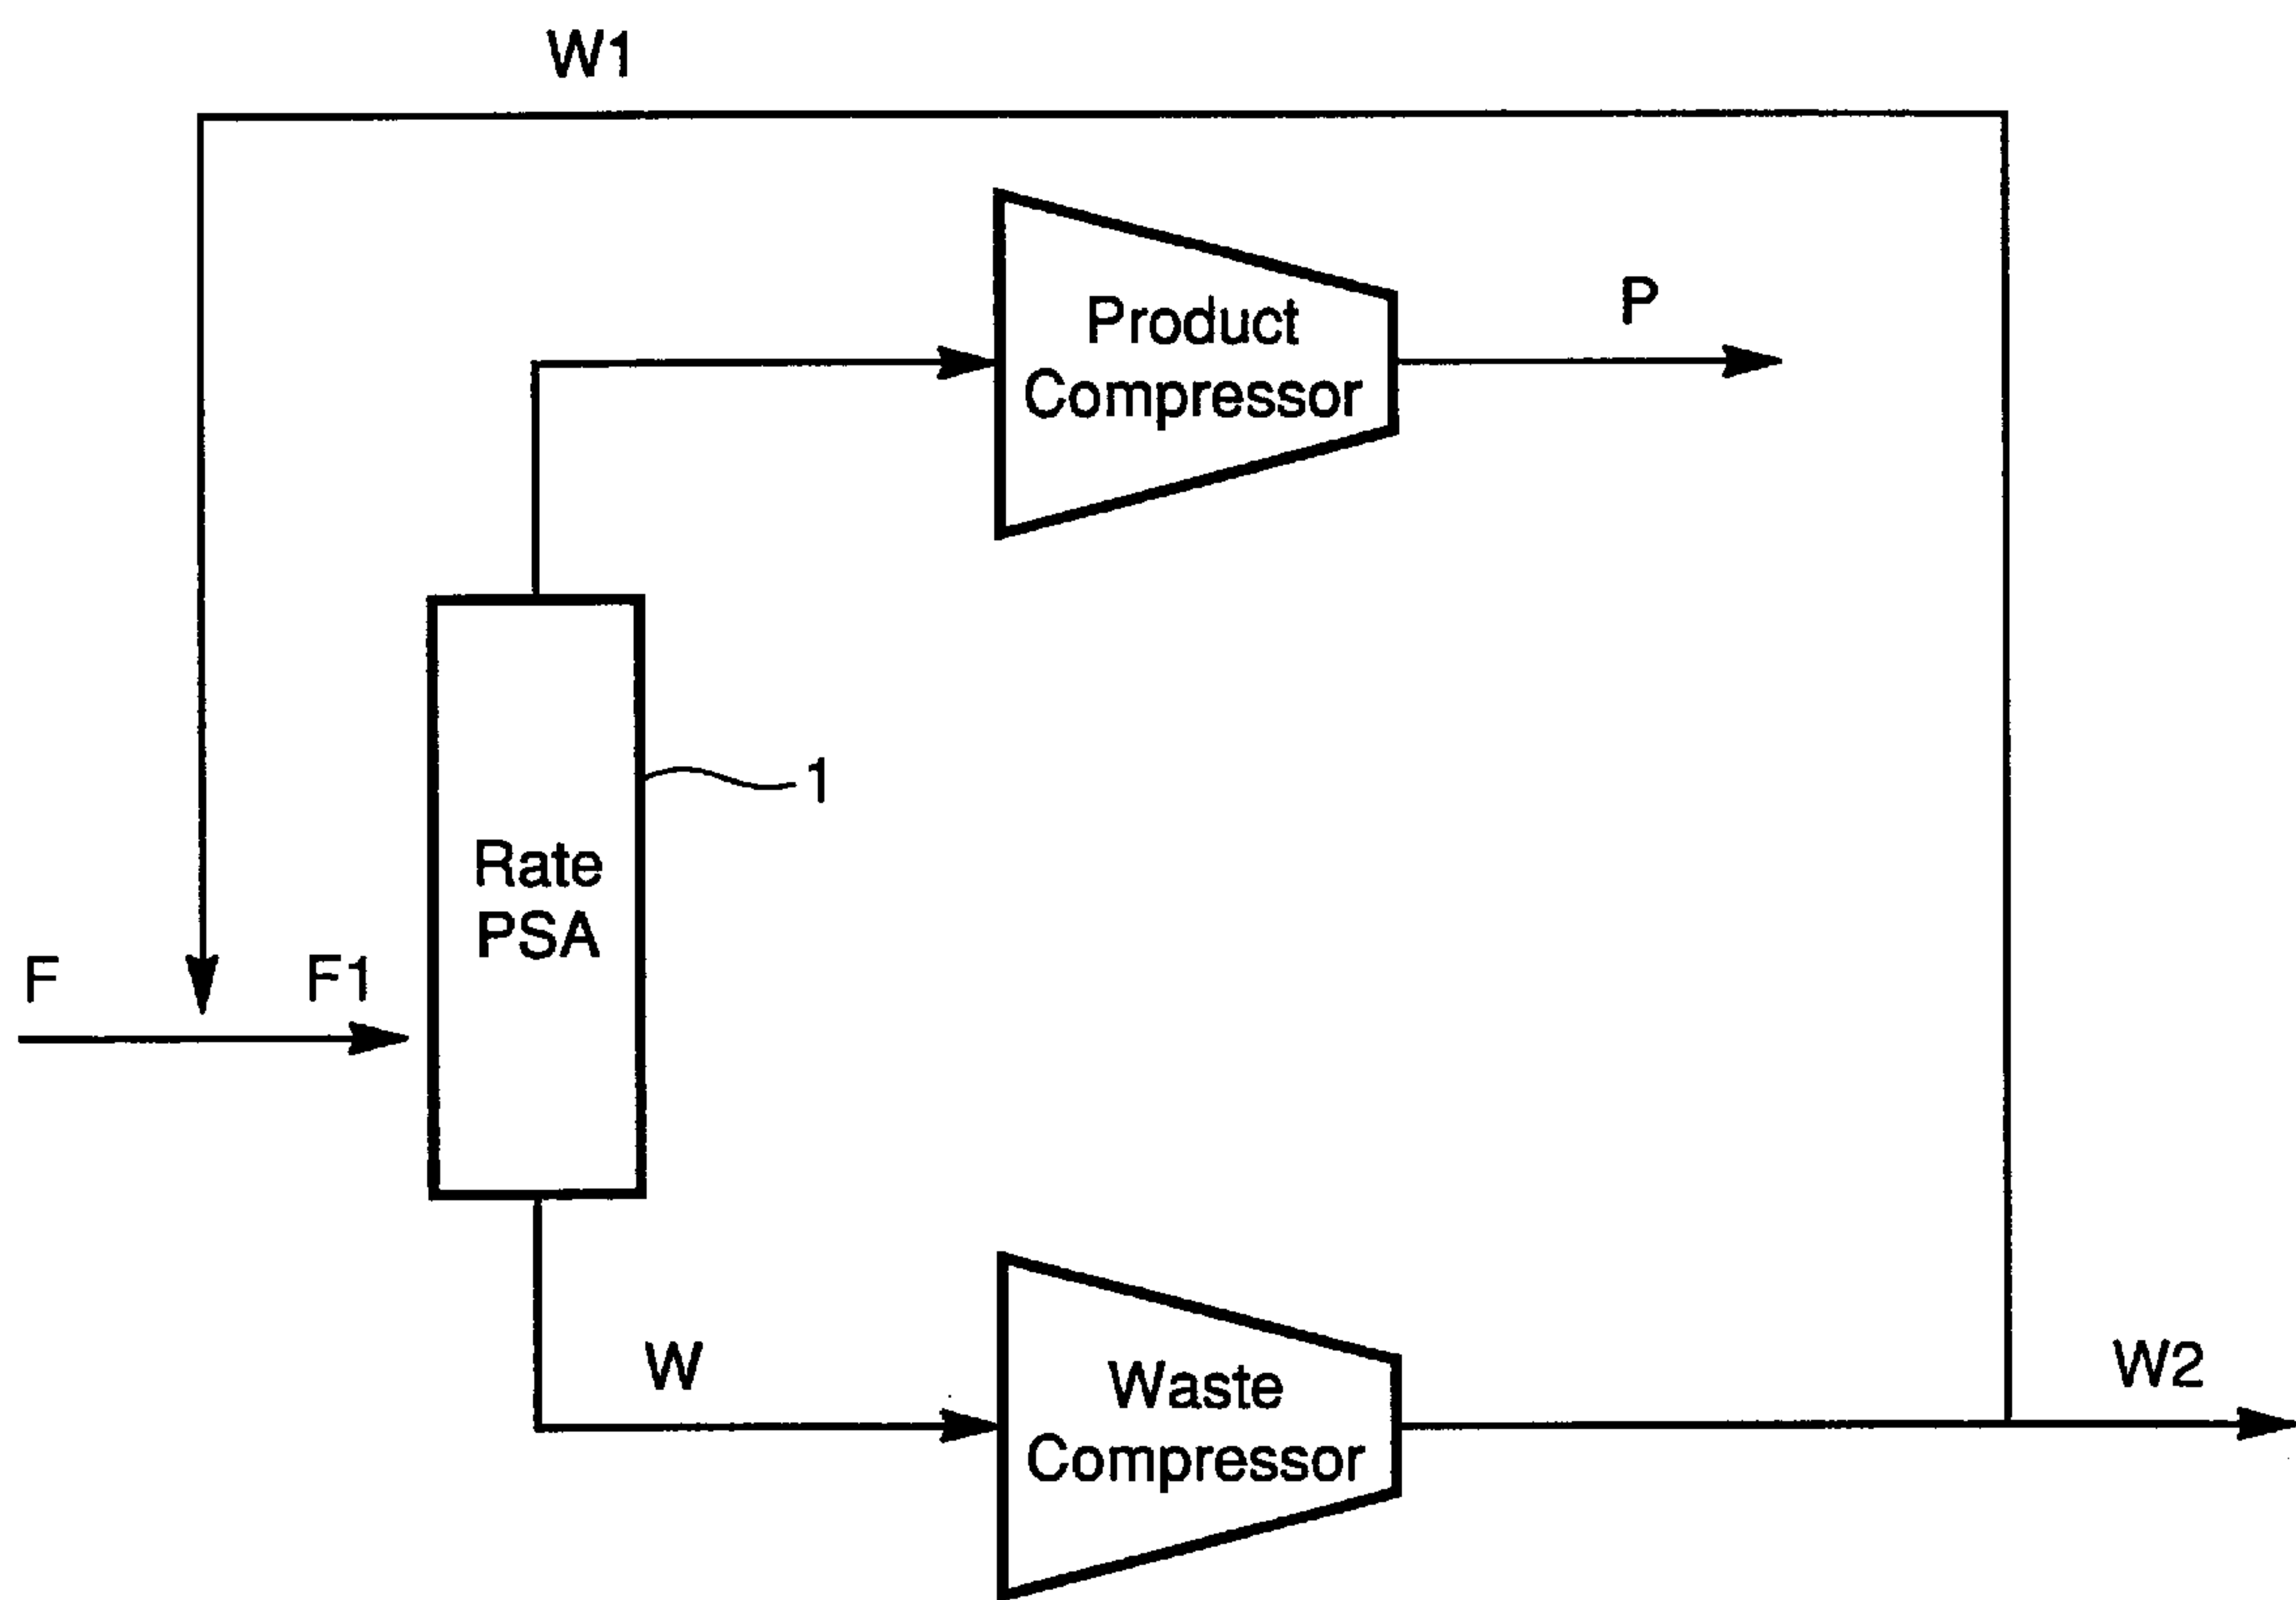 W1
P
Product
Compressor
1
Rate
PSA
F
F1
W
Waste
Compressor
W2